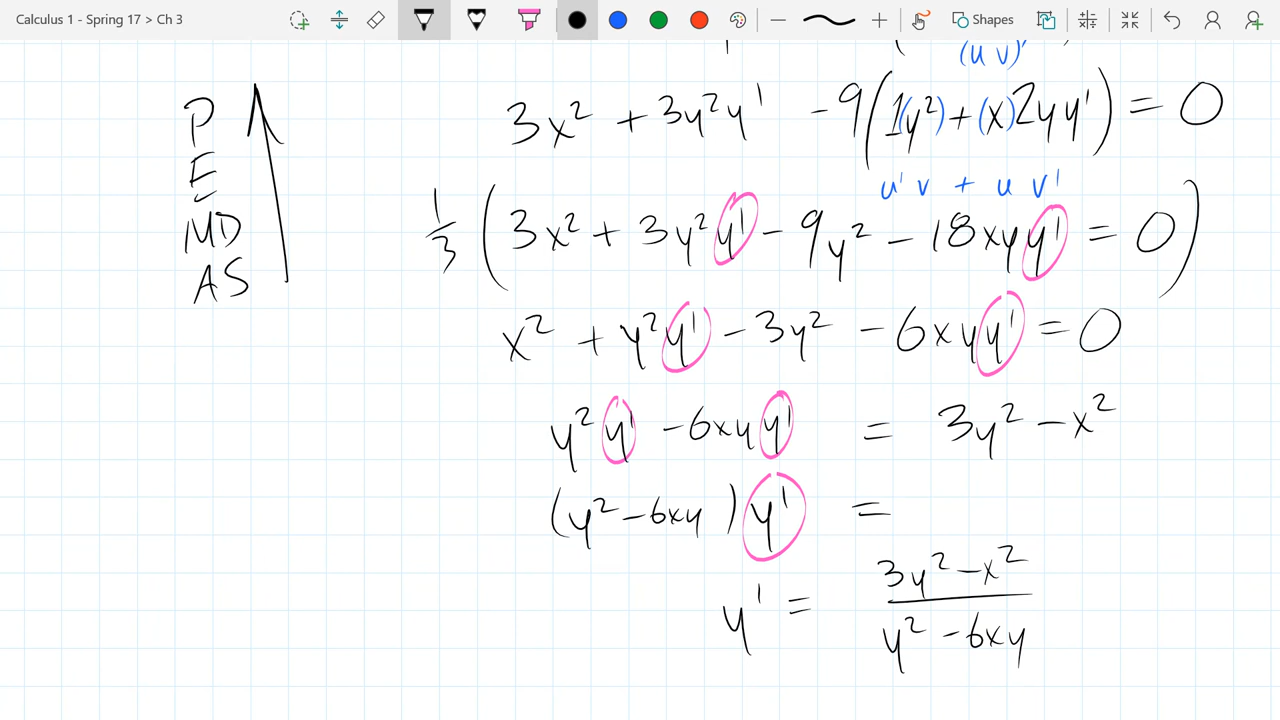 Calculus 1 - Spring 17 > Ch 3
Shapes
(u v)'
3x² + 3y²y' - 9(1(y²) + (x)2yy') = 0
u'v + u v'
1/3 (3x² + 3y²y' - 9y² - 18xyy' = 0)
x² + y²y' - 3y² - 6xyy' = 0
y²y' - 6xyy' = 3y² - x²
(y² - 6xy)y' =
y' = (3y² - x²)/(y² - 6xy)
P
E
MD
AS